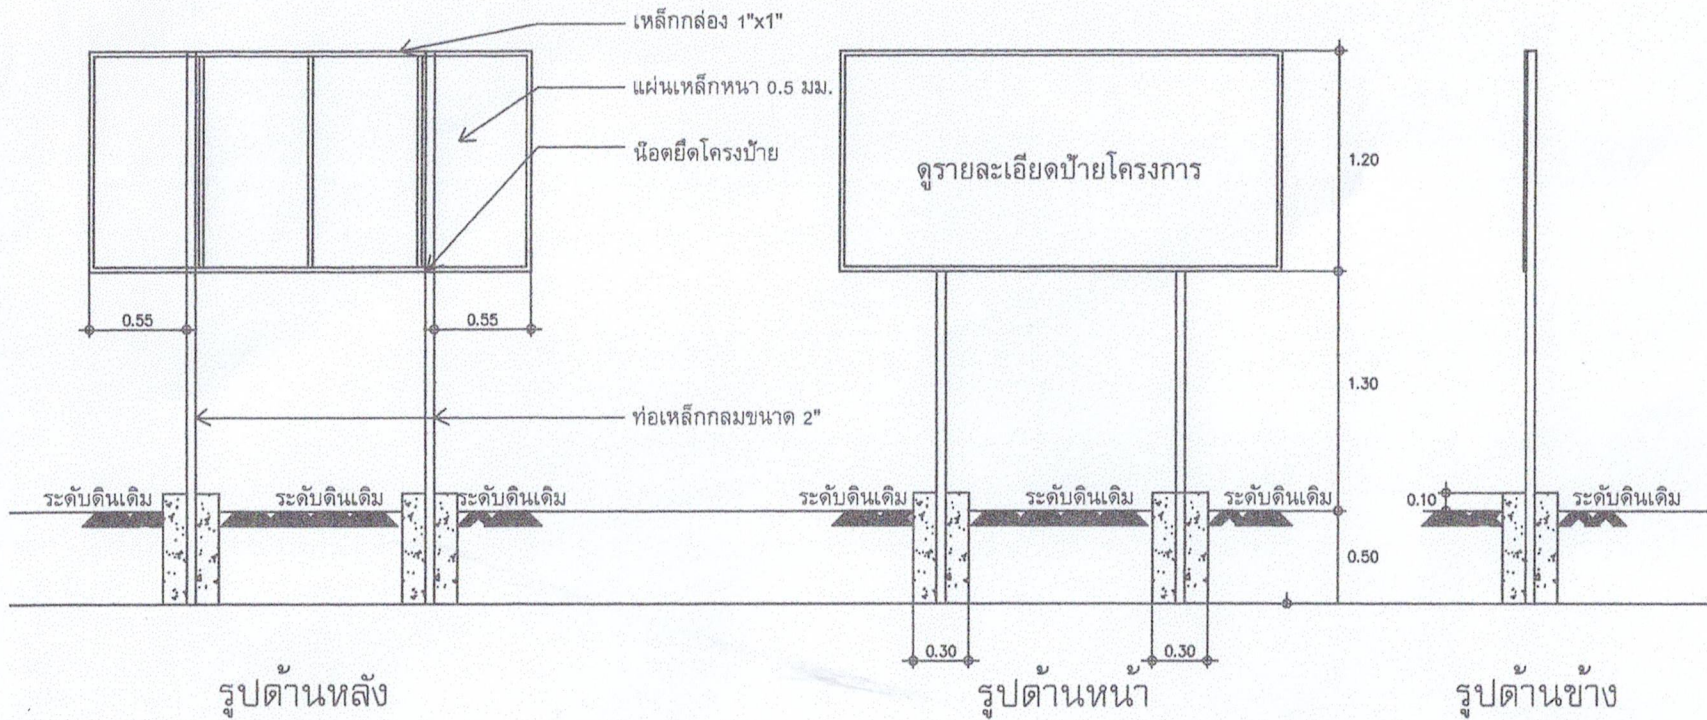 เหล็กกล่อง 1"x1"
แผ่นเหล็กหนา 0.5 มม.
น๊อตยึดโครงป้าย
0.55
0.55
ท่อเหล็กกลมขนาด 2"
ระดับดินเดิม
ระดับดินเดิม
ระดับดินเดิม
รูปด้านหลัง
ดูรายละเอียดป้ายโครงการ
1.20
1.30
0.50
ระดับดินเดิม
ระดับดินเดิม
ระดับดินเดิม
0.30
0.30
รูปด้านหน้า
0.10
ระดับดินเดิม
รูปด้านข้าง